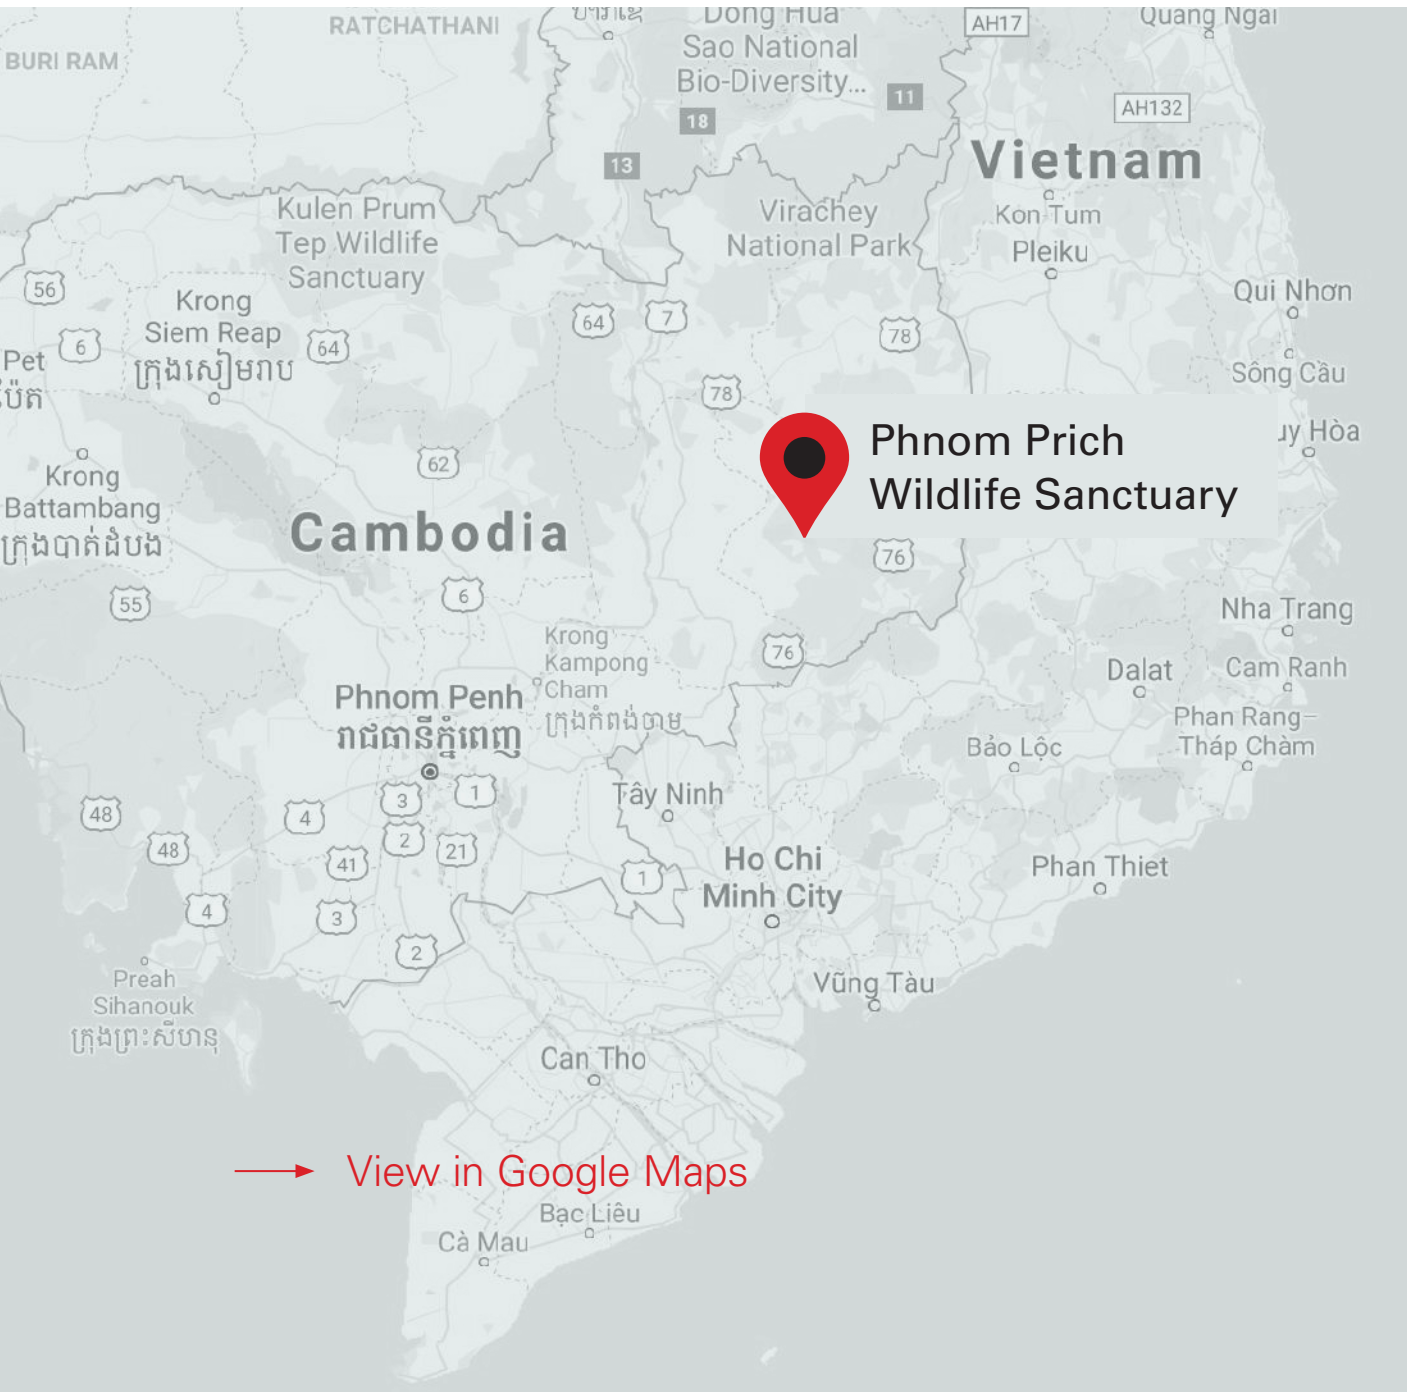 RATCHATHANI
BURI RAM
Dong Hua
Sao National
Bio-Diversity...
AH17
Quang Ngai
11
18
13
AH132
Vietnam
Kon Tum
Pleiku
Kulen Prum
Tep Wildlife
Sanctuary
Virachey
National Park
56
Krong
Siem Reap
ក្រុងសៀមរាប
6
64
64
7
78
78
Qui Nhơn
Sông Cầu
Pet
ប៉ែត
uy Hòa
Phnom Prich
Wildlife Sanctuary
Krong
Battambang
ក្រុងបាត់ដំបង
62
Cambodia
76
55
6
Nha Trang
Krong
Kampong
Cham
ក្រុងកំពង់ចាម
76
Dalat
Cam Ranh
Phnom Penh
រាជធានីភ្នំពេញ
Phan Rang–
Tháp Chàm
Bảo Lộc
Tây Ninh
48
48
4
3
1
2
41
21
4
3
2
1
Ho Chi
Minh City
Phan Thiet
Preah
Sihanouk
ក្រុងព្រះសីហនុ
Vũng Tàu
Can Tho
View in Google Maps
Bạc Liêu
Cà Mau